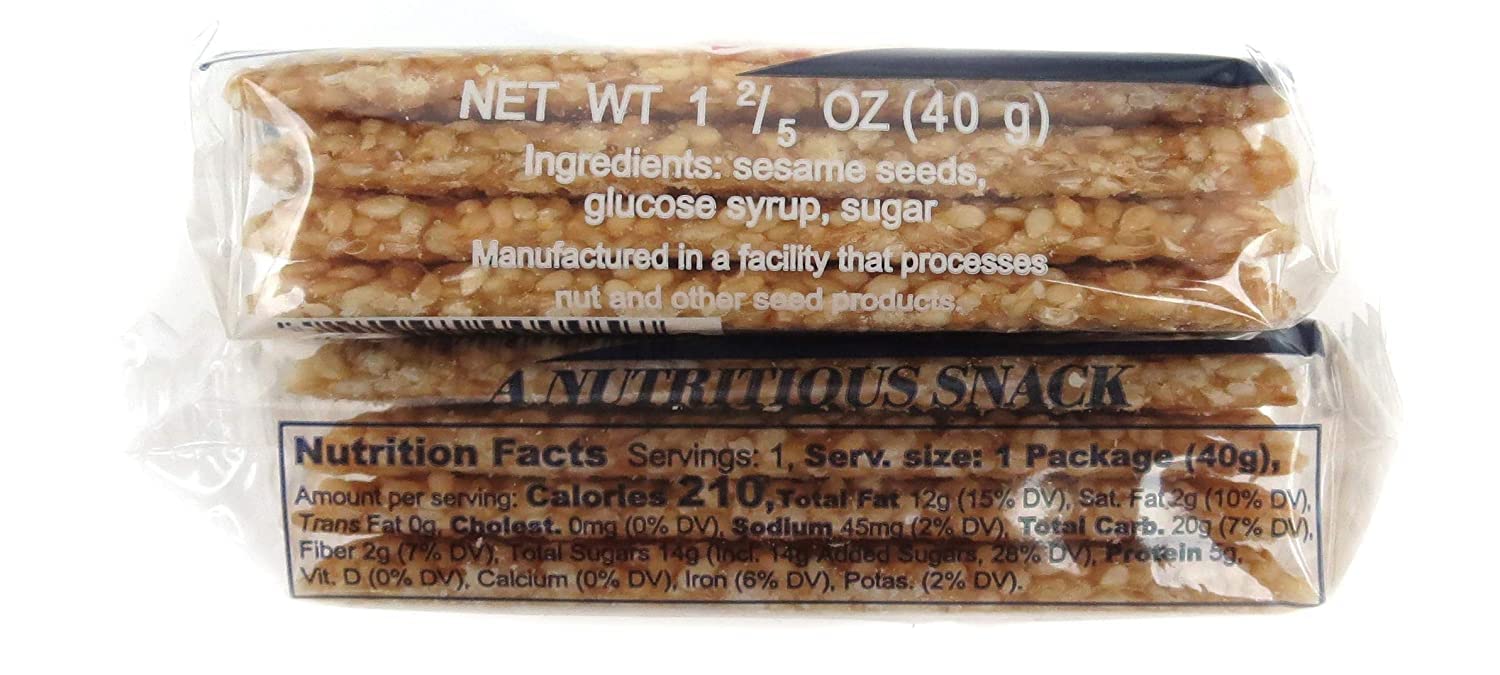 NET WT 1 2/5 OZ (40 g)
Ingredients: sesame seeds,
glucose syrup, sugar
Manufactured in a facility that processes
nut and other seed products.
A NUTRITIOUS SNACK
Nutrition Facts Servings: 1, Serv. size: 1 Package (40g),
Amount per serving: Calories 210, Total Fat 12g (15% DV), Sat. Fat 2g (10% DV),
Trans Fat 0g, Cholest. 0mg (0% DV), Sodium 45mg (2% DV), Total Carb. 20g (7% DV),
Fiber 2g (7% DV), Total Sugars 14g (Incl. 14g Added Sugars, 28% DV), Protein 5g,
Vit. D (0% DV), Calcium (0% DV), Iron (6% DV), Potas. (2% DV).